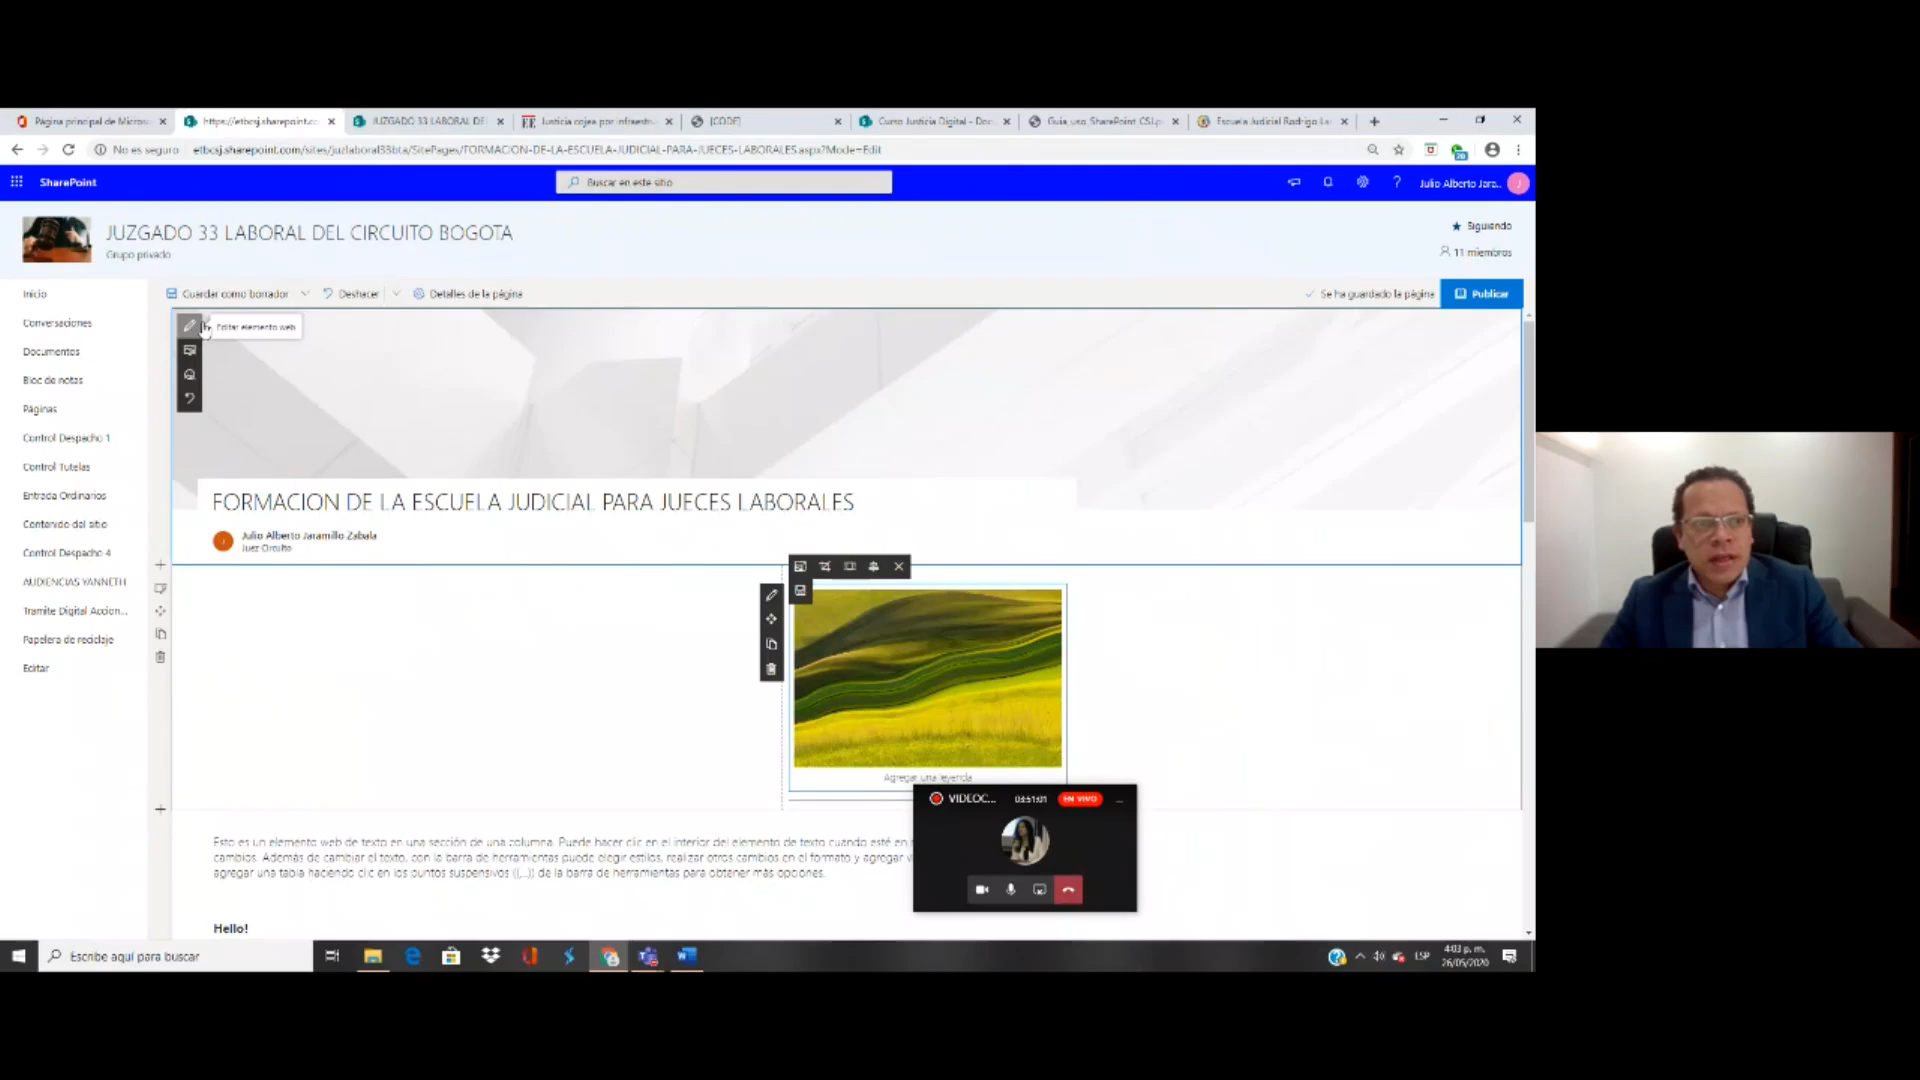 Página principal de Micros
https://etbcsj.sharepoint.co
JUZGADO 33 LABORAL DE
Justicia cojea por infraestr
[CODE]
Curso Justicia Digital - Doc
Guia uso SharePoint CSJ.p
Escuela Judicial Rodrigo La
No es seguro
etbcsj.sharepoint.com/sites/juzlaboral33bta/SitePages/FORMACION-DE-LA-ESCUELA-JUDICIAL-PARA-JUECES-LABORALES.aspx?Mode=Edit
SharePoint
Buscar en este sitio
Julio Alberto Jara...
J
JUZGADO 33 LABORAL DEL CIRCUITO BOGOTA
Grupo privado
Siguiendo
11 miembros
Guardar como borrador
Deshacer
Detalles de la página
Se ha guardado la página
Publicar
Inicio
Conversaciones
Documentos
Bloc de notas
Páginas
Control Despacho 1
Control Tutelas
Entrada Ordinarios
Contenido del sitio
Control Despacho 4
AUDIENCIAS YANNETH
Tramite Digital Accion...
Papelera de reciclaje
Editar
Editar elemento web
FORMACION DE LA ESCUELA JUDICIAL PARA JUECES LABORALES
Julio Alberto Jaramillo Zabala
Juez Circuito
Agregar una leyenda
VIDEOC...
03:51:01
EN VIVO
...
Esto es un elemento web de texto en una sección de una columna. Puede hacer clic en el interior del elemento de texto cuando esté en
cambios. Además de cambiar el texto, con la barra de herramientas puede elegir estilos, realizar otros cambios en el formato y agregar v
agregar una tabla haciendo clic en los puntos suspensivos ((...)) de la barra de herramientas para obtener más opciones.
Hello!
Escribe aquí para buscar
ESP
4:03 p. m.
26/05/2020